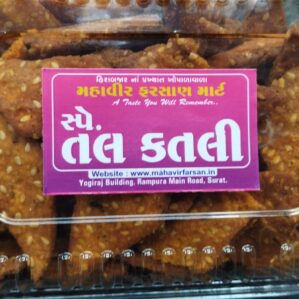 હિરાબજાર નાં પ્રખ્યાત ખોપાળાવાળા
મહાવીર ફરસાણ માર્ટ
A Taste You Will Remember..
સ્પે.
તલ કતલી
Website : www.mahavirfarsan.in
Yogiraj Building, Rampura Main Road, Surat.